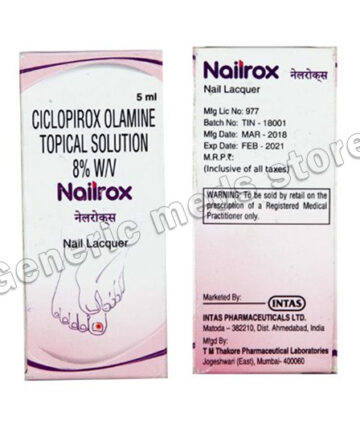 5 ml
CICLOPIROX OLAMINE
TOPICAL SOLUTION
8% W/V
Nailrox
नेलरोक्स
Nail Lacquer
Nailrox नेलरोक्स
Nail Lacquer
Mfg Lic No: 977
Batch No: TIN - 18001
Mfg Date: MAR - 2018
Exp Date: FEB - 2021
M.R.P.₹:
(Inclusive of all taxes)
WARNING: To be sold by retail on the
prescription of a Registered Medical
Practitioner only.
Marketed By: INTAS
INTAS PHARMACEUTICALS LTD.
Matoda – 382210, Dist. Ahmedabad, India
Mfgd By:
T M Thakore Pharmaceutical Laboratories
Jogeshwari (East), Mumbai- 400060
Generic meds store